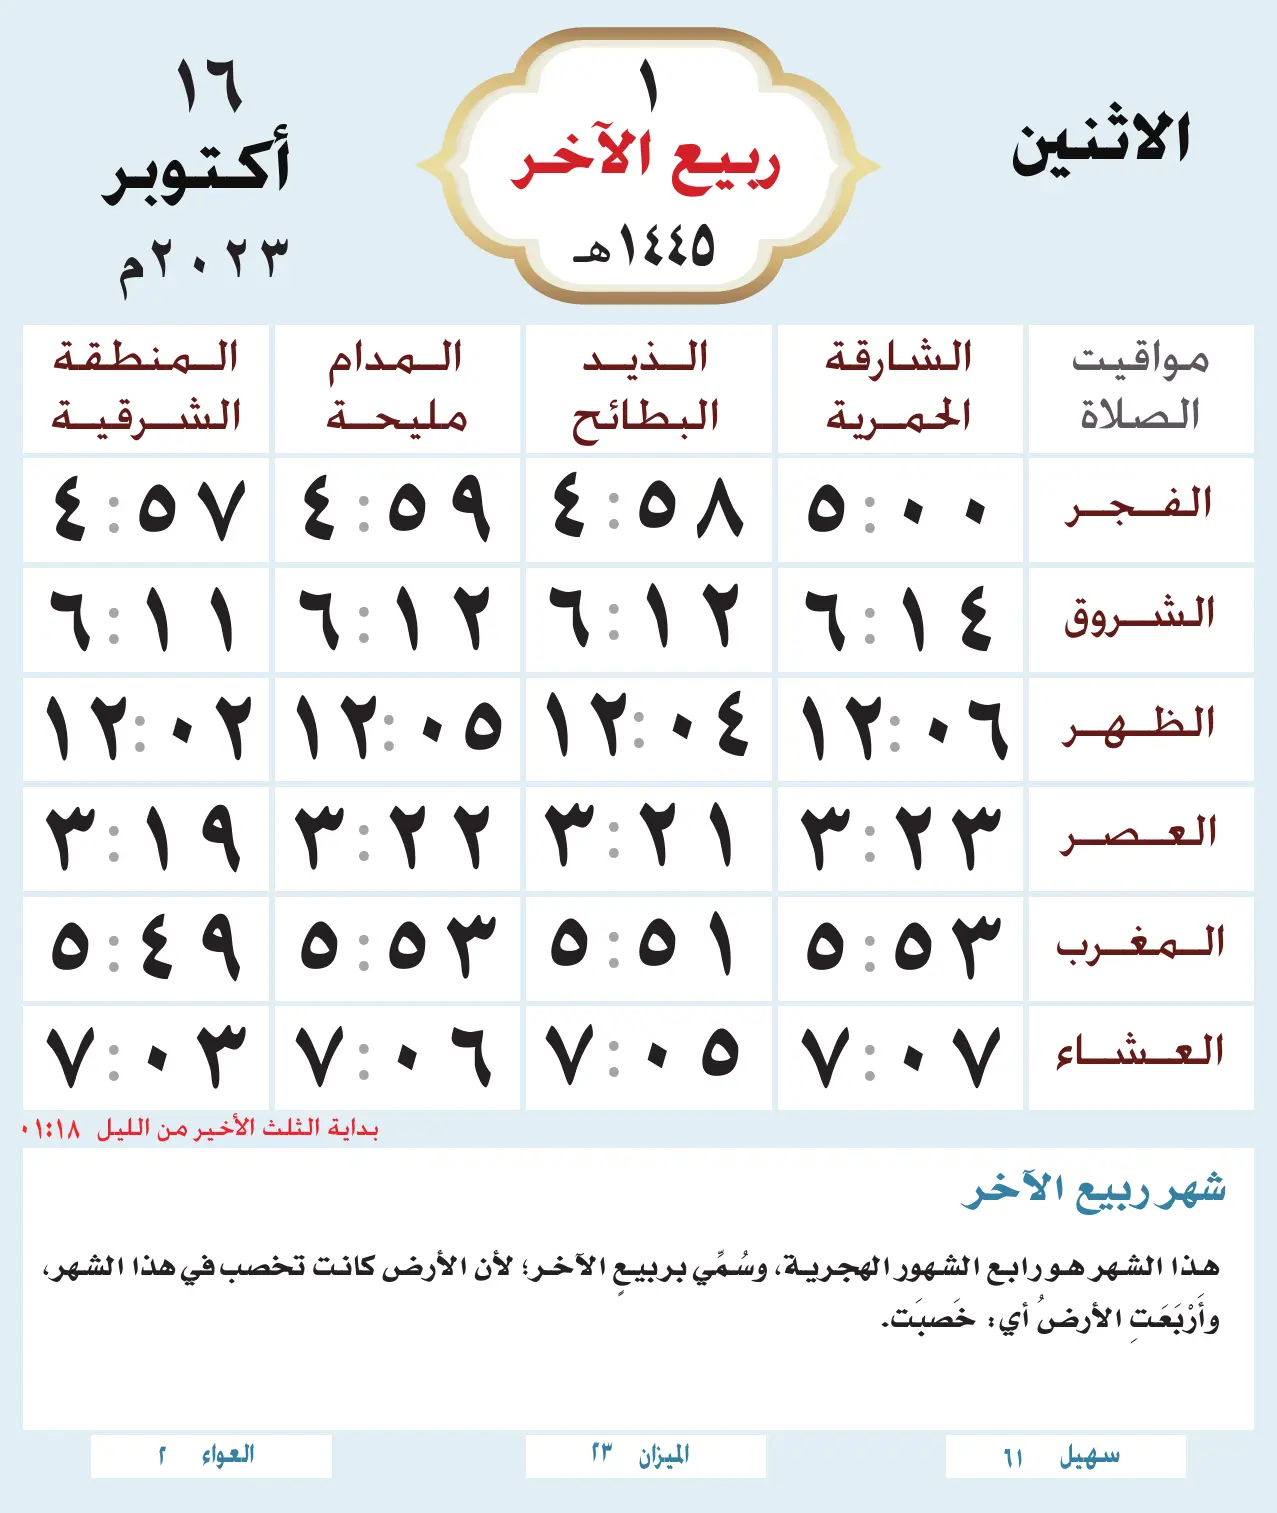 الاثنين
١
ربيع الآخر
١٤٤٥هـ
١٦
أكتوبر
٢٠٢٣م
مواقيت الصلاة
الشارقة الحمرية
الذيد البطائح
المدام مليحة
المنطقة الشرقية
الفجر ٥:٠٠ ٤:٥٨ ٤:٥٩ ٤:٥٧
الشروق ٦:١٤ ٦:١٢ ٦:١٢ ٦:١١
الظهر ١٢:٠٦ ١٢:٠٤ ١٢:٠٥ ١٢:٠٢
العصر ٣:٢٣ ٣:٢١ ٣:٢٢ ٣:١٩
المغرب ٥:٥٣ ٥:٥١ ٥:٥٣ ٥:٤٩
العشاء ٧:٠٧ ٧:٠٥ ٧:٠٦ ٧:٠٣
بداية الثلث الأخير من الليل ٠١:١٨
شهر ربيع الآخر
هذا الشهر هو رابع الشهور الهجرية، وسُمِّي بربيعٍ الآخر؛ لأن الأرض كانت تخصب في هذا الشهر،
وأَرْبَعَتِ الأرضُ أي: خَصبَت.
سهيل ٦١
الميزان ٢٣
العواء ٢